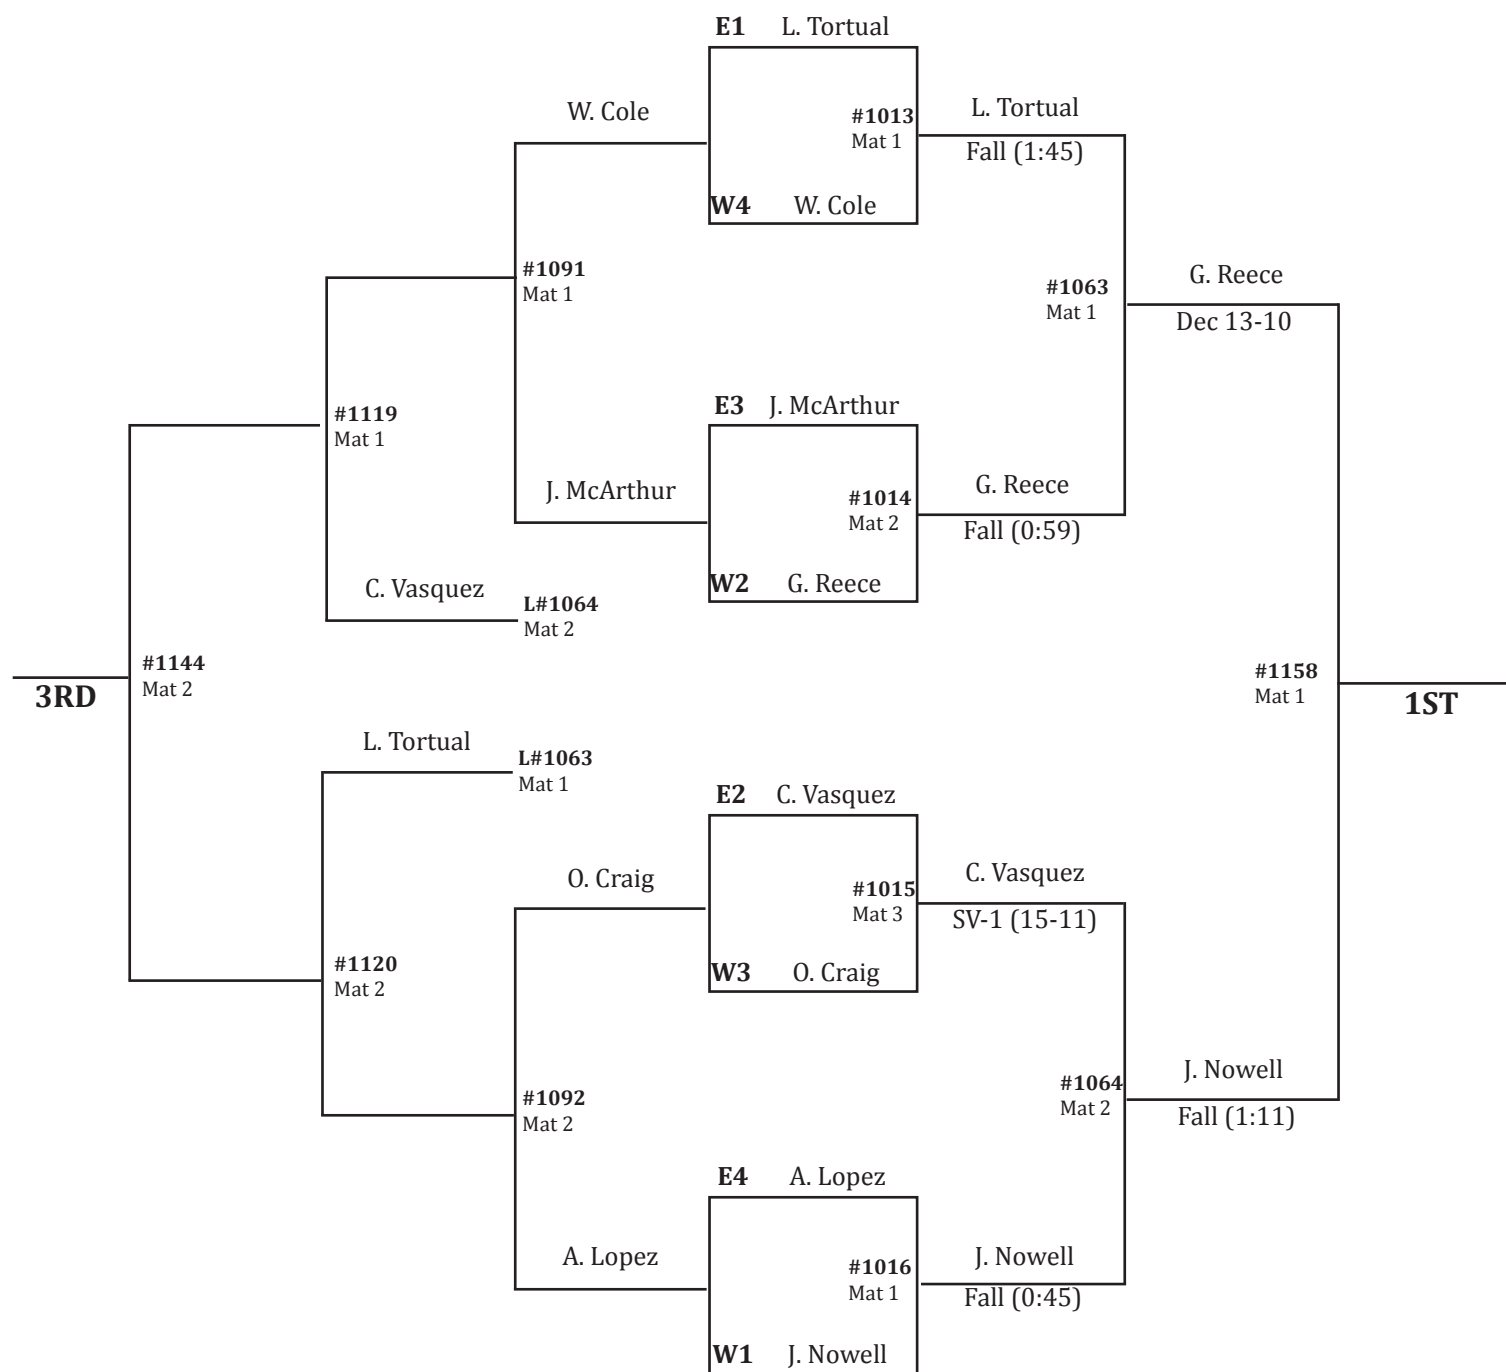 E1 L. Tortual
W. Cole
#1013
Mat 1
L. Tortual
Fall (1:45)
W4 W. Cole
#1091
Mat 1
#1063
Mat 1
G. Reece
Dec 13-10
E3 J. McArthur
#1119
Mat 1
J. McArthur
#1014
Mat 2
G. Reece
Fall (0:59)
W2 G. Reece
C. Vasquez
L#1064
Mat 2
#1144
Mat 2
3RD
#1158
Mat 1
1ST
L. Tortual
L#1063
Mat 1
E2 C. Vasquez
O. Craig
#1015
Mat 3
C. Vasquez
SV-1 (15-11)
W3 O. Craig
#1120
Mat 2
#1092
Mat 2
#1064
Mat 2
J. Nowell
Fall (1:11)
E4 A. Lopez
A. Lopez
#1016
Mat 1
J. Nowell
Fall (0:45)
W1 J. Nowell